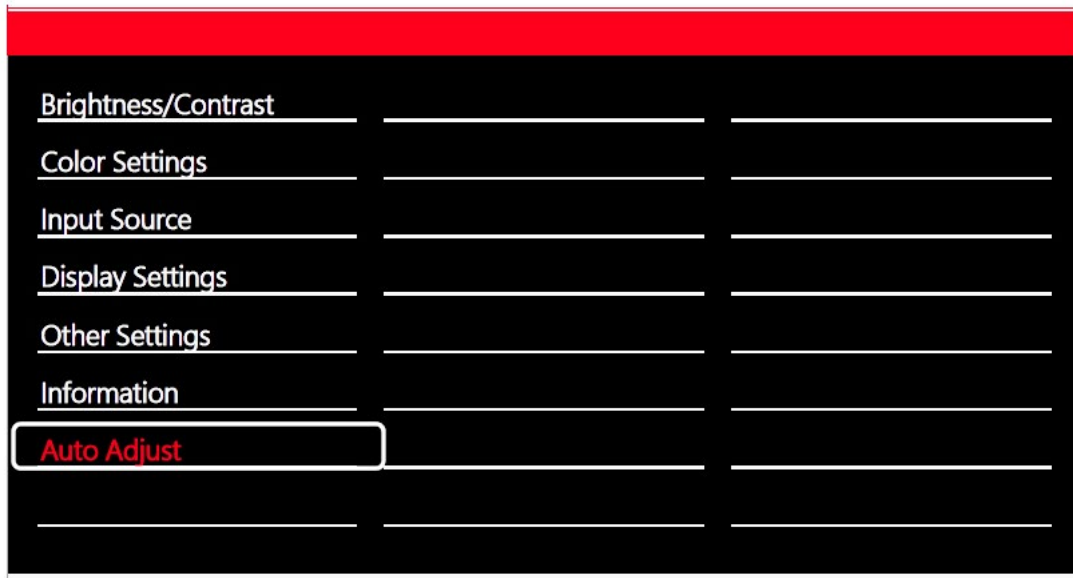 Brightness/Contrast
Color Settings
Input Source
Display Settings
Other Settings
Information
Auto Adjust